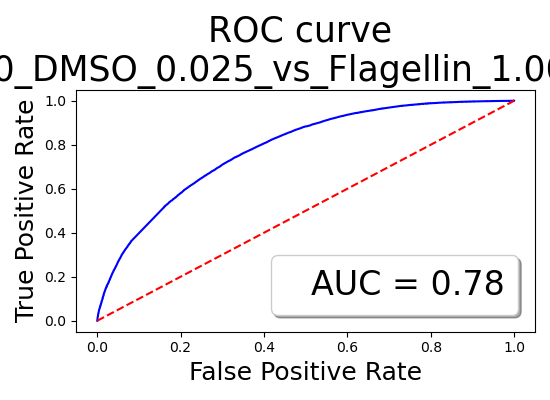 ROC curve
0_DMSO_0.025_vs_Flagellin_1.00
True Positive Rate
1.0
0.8
0.6
0.4
0.2
0.0
AUC = 0.78
0.0 0.2 0.4 0.6 0.8 1.0
False Positive Rate